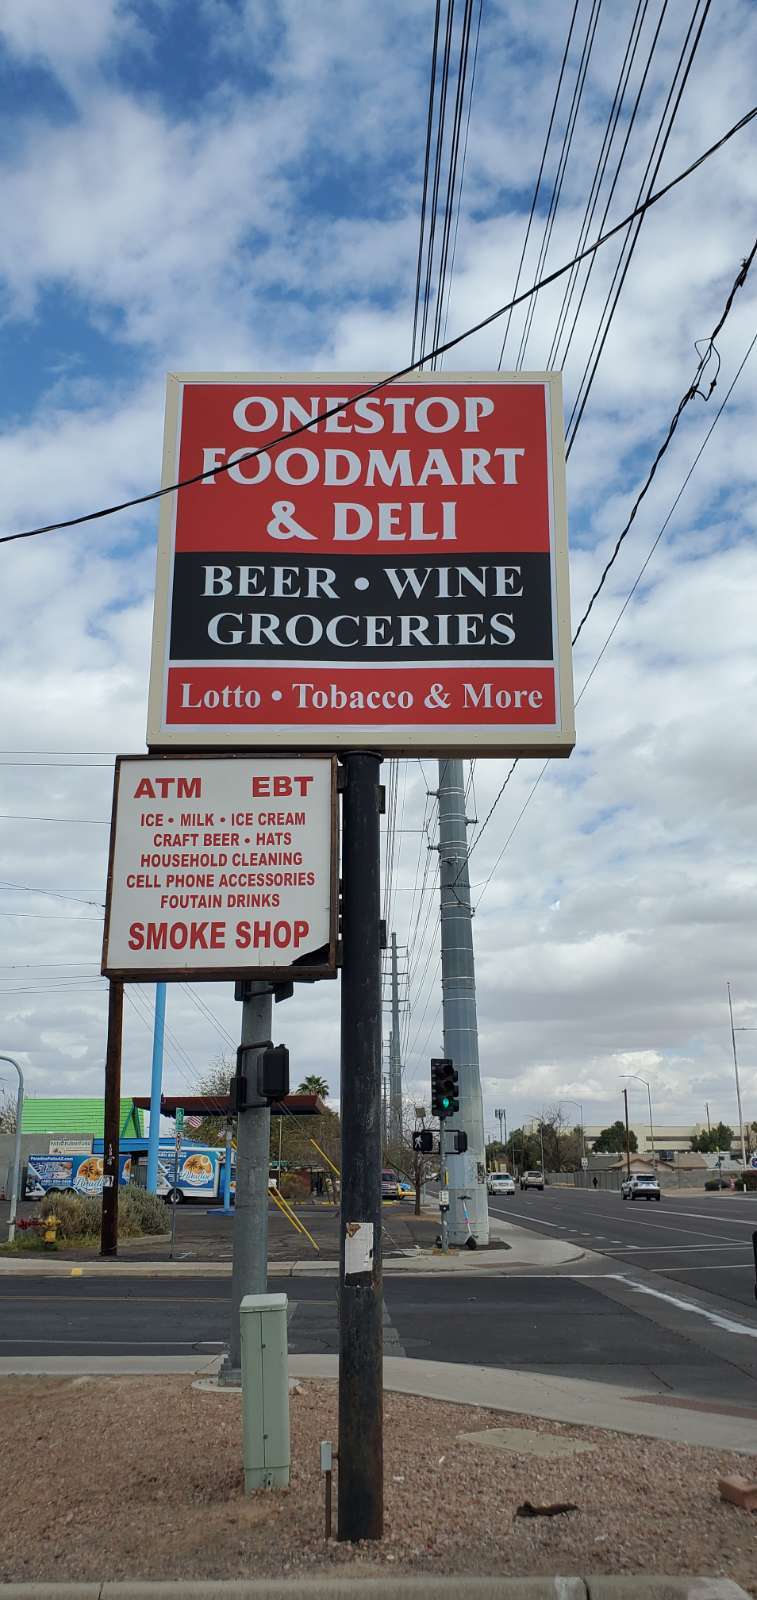 ONESTOP
FOODMART
& DELI
BEER • WINE
GROCERIES
Lotto • Tobacco & More
ATM EBT
ICE • MILK • ICE CREAM
CRAFT BEER • HATS
HOUSEHOLD CLEANING
CELL PHONE ACCESSORIES
FOUTAIN DRINKS
SMOKE SHOP